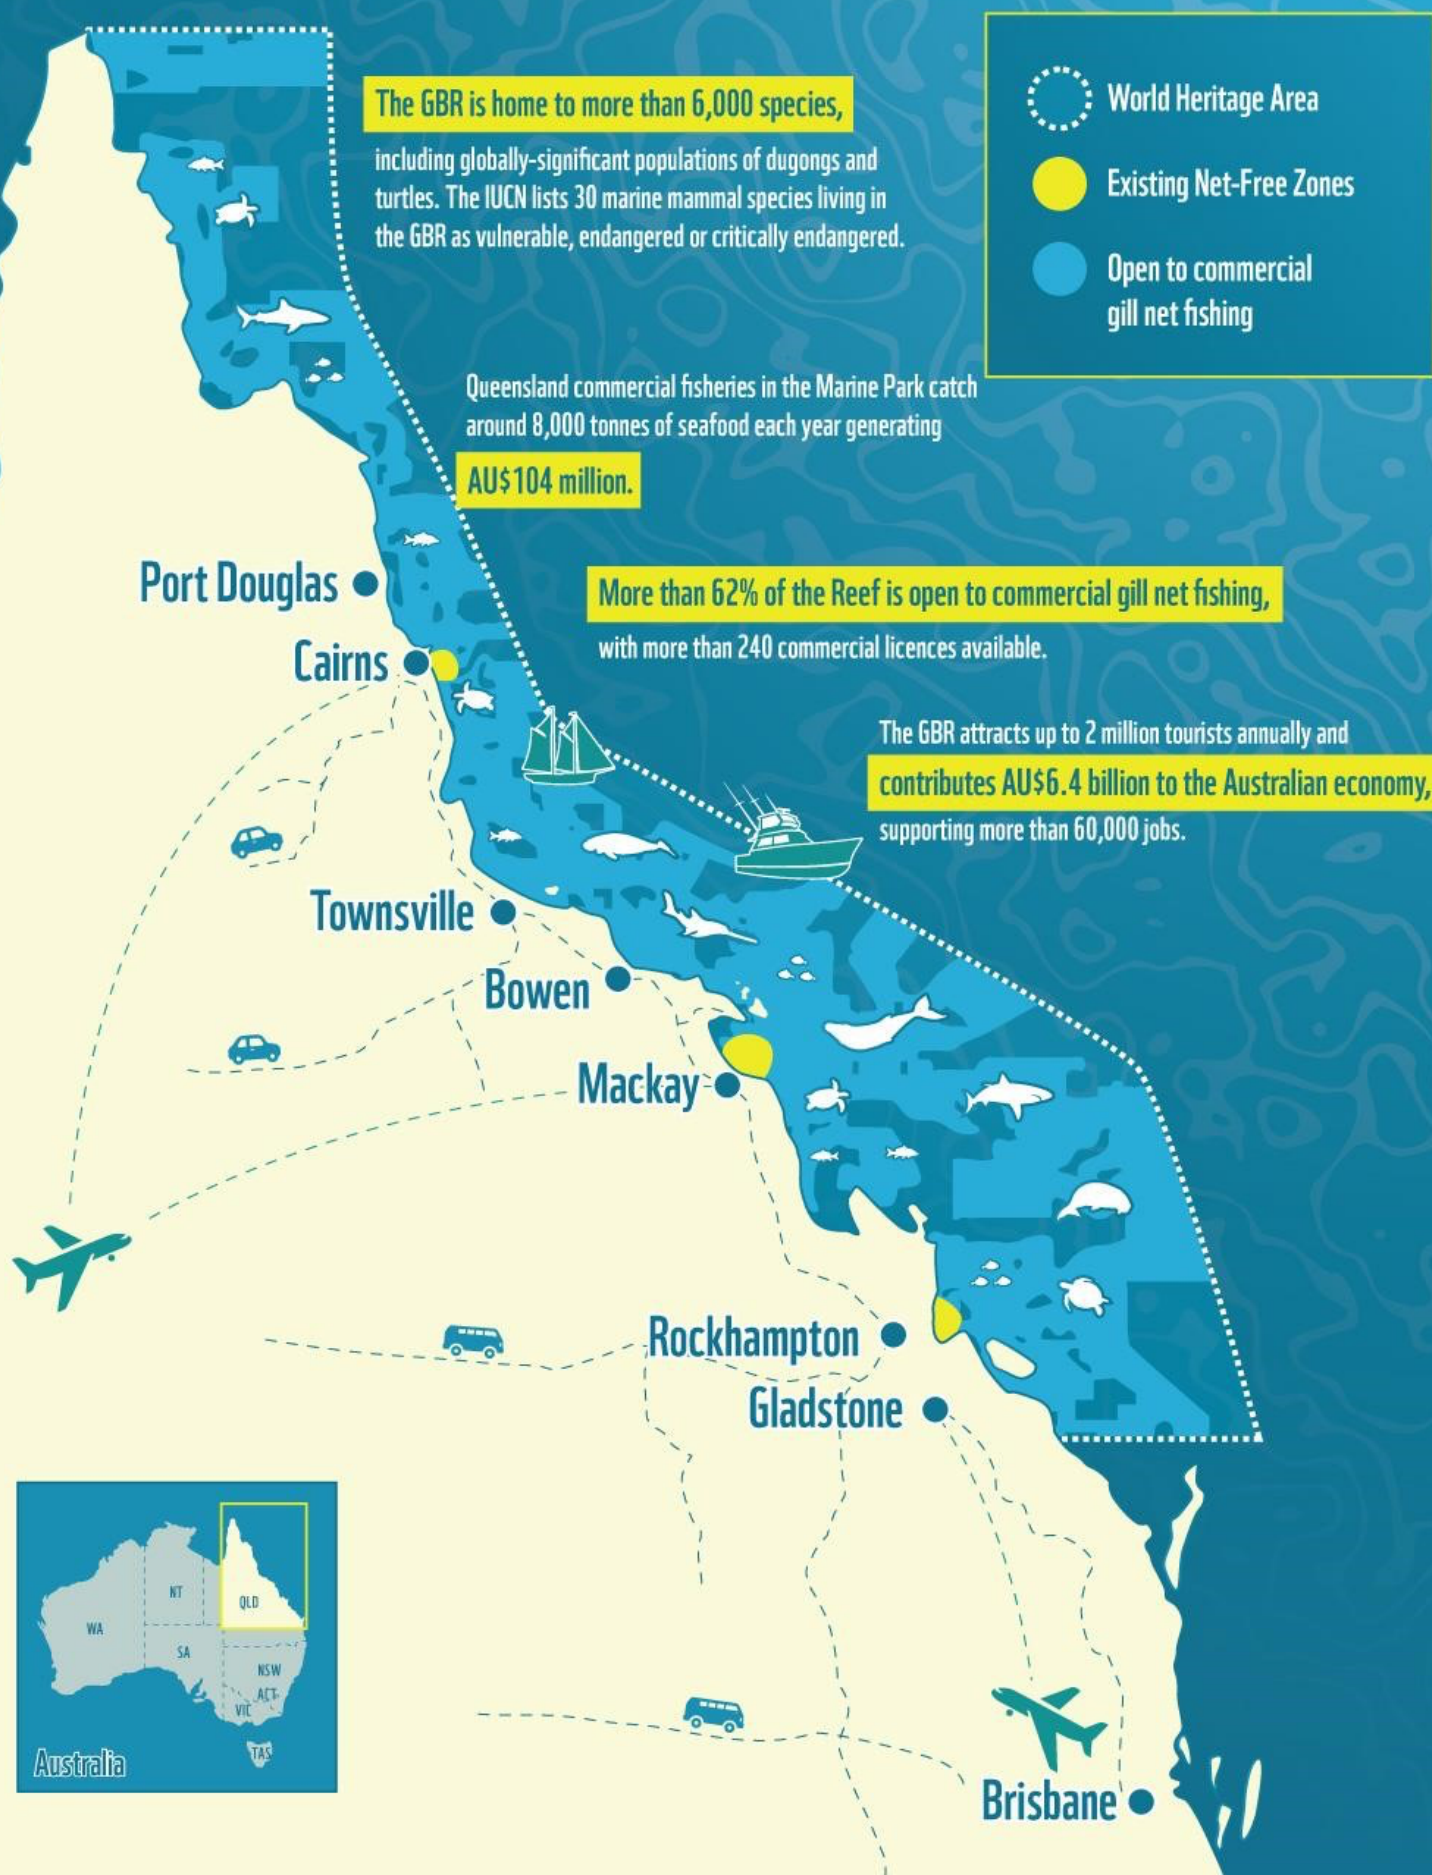 The GBR is home to more than 6,000 species,
including globally-significant populations of dugongs and
turtles. The IUCN lists 30 marine mammal species living in
the GBR as vulnerable, endangered or critically endangered.
World Heritage Area
Existing Net-Free Zones
Open to commercial
gill net fishing
Queensland commercial fisheries in the Marine Park catch
around 8,000 tonnes of seafood each year generating
AU$104 million.
Port Douglas
More than 62% of the Reef is open to commercial gill net fishing,
with more than 240 commercial licences available.
Cairns
The GBR attracts up to 2 million tourists annually and
contributes AU$6.4 billion to the Australian economy,
supporting more than 60,000 jobs.
Townsville
Bowen
Mackay
Rockhampton
Gladstone
NT
QLD
WA
SA
NSW
ACT
VIC
TAS
Australia
Brisbane